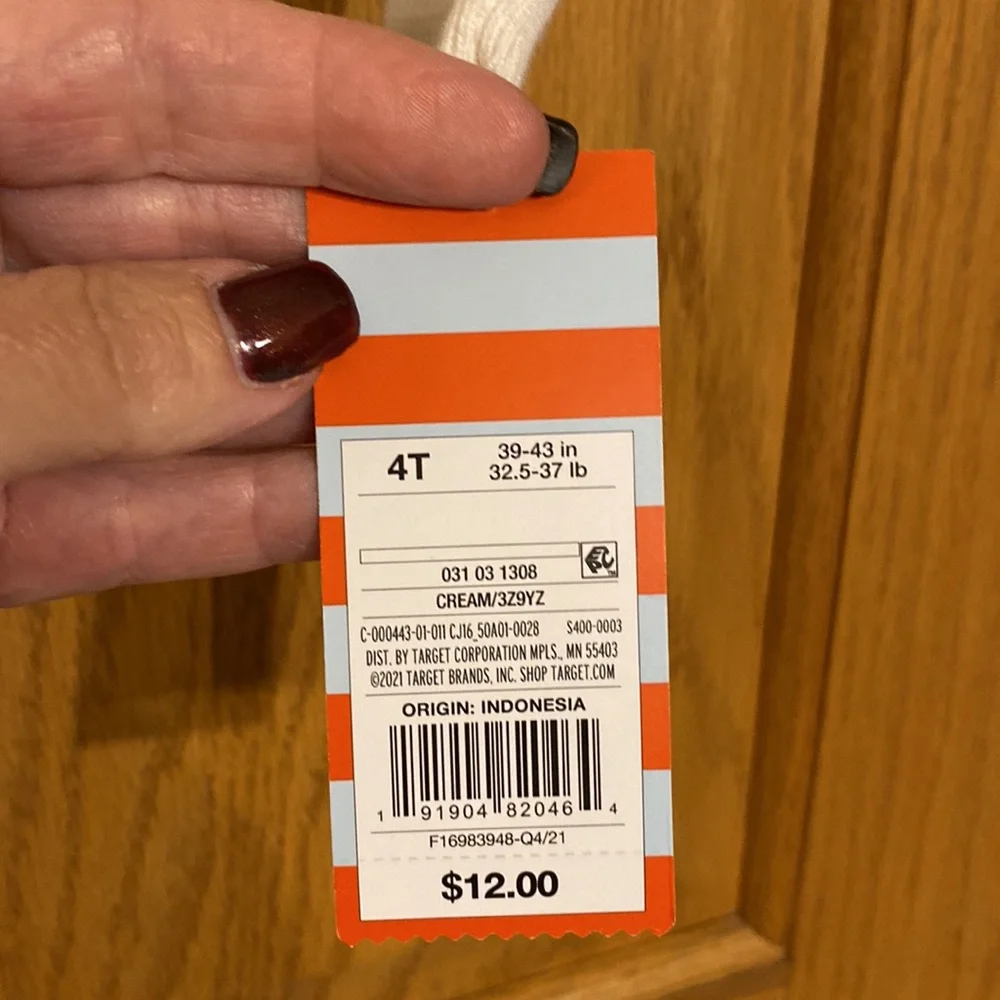 4T 39-43 in
32.5-37 lb
031 03 1308
CREAM/3Z9YZ
C-000443-01-011 CJ16_50A01-0028 S400-0003
DIST. BY TARGET CORPORATION MPLS., MN 55403
©2021 TARGET BRANDS, INC. SHOP TARGET.COM
ORIGIN: INDONESIA
1 91904 82046 4
F16983948-Q4/21
$12.00